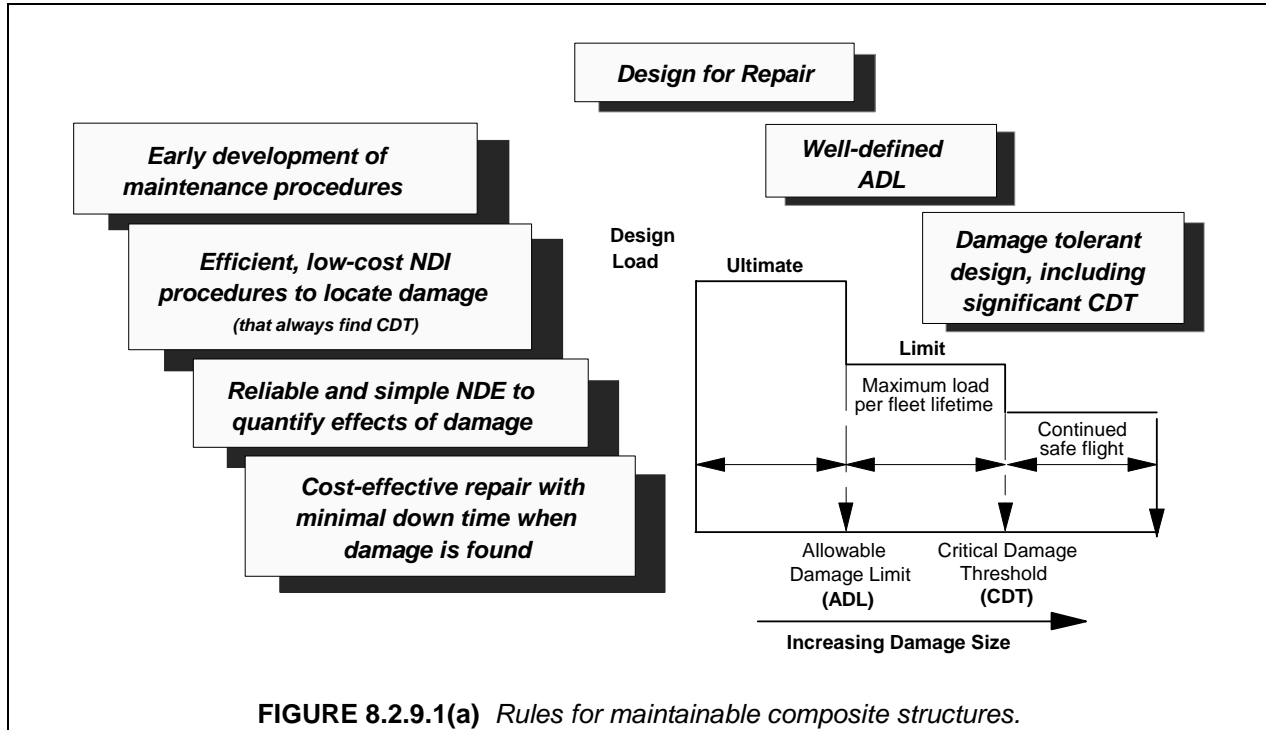 Design for Repair
Early development of
maintenance procedures
Well-defined
ADL
Efficient, low-cost NDI
procedures to locate damage
(that always find CDT)
Damage tolerant
design, including
significant CDT
Reliable and simple NDE to
quantify effects of damage
Cost-effective repair with
minimal down time when
damage is found
Design
Load
Ultimate
Limit
Maximum load
per fleet lifetime
Continued
safe flight
Allowable
Damage Limit
(ADL)
Critical Damage
Threshold
(CDT)
Increasing Damage Size
FIGURE 8.2.9.1(a) Rules for maintainable composite structures.